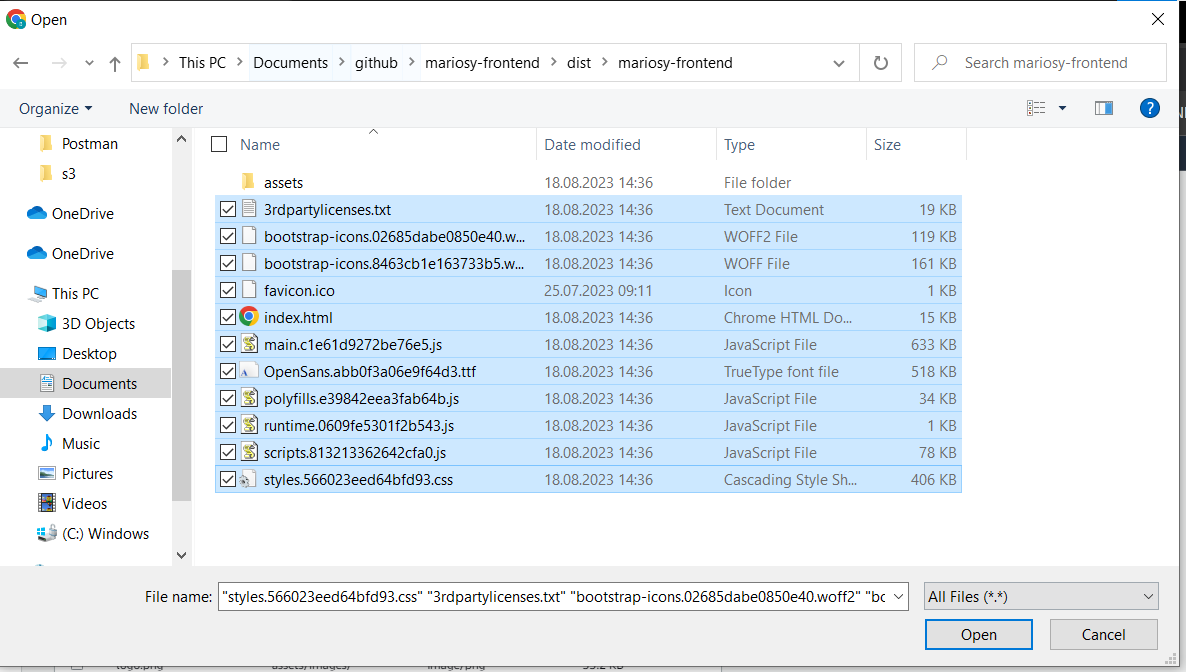 Open
This PC > Documents > github > mariosy-frontend > dist > mariosy-frontend
Search mariosy-frontend
Organize
New folder
?
Postman
s3
OneDrive
OneDrive
This PC
3D Objects
Desktop
Documents
Downloads
Music
Pictures
Videos
(C:) Windows
Name Date modified Type Size
assets 18.08.2023 14:36 File folder
3rdpartylicenses.txt 18.08.2023 14:36 Text Document 19 KB
bootstrap-icons.02685dabe0850e40.w... 18.08.2023 14:36 WOFF2 File 119 KB
bootstrap-icons.8463cb1e163733b5.w... 18.08.2023 14:36 WOFF File 161 KB
favicon.ico 25.07.2023 09:11 Icon 1 KB
index.html 18.08.2023 14:36 Chrome HTML Do... 15 KB
main.c1e61d9272be76e5.js 18.08.2023 14:36 JavaScript File 633 KB
OpenSans.abb0f3a06e9f64d3.ttf 18.08.2023 14:36 TrueType font file 518 KB
polyfills.e39842eea3fab64b.js 18.08.2023 14:36 JavaScript File 34 KB
runtime.0609fe5301f2b543.js 18.08.2023 14:36 JavaScript File 1 KB
scripts.813213362642cfa0.js 18.08.2023 14:36 JavaScript File 78 KB
styles.566023eed64bfd93.css 18.08.2023 14:36 Cascading Style Sh... 406 KB
File name: "styles.566023eed64bfd93.css" "3rdpartylicenses.txt" "bootstrap-icons.02685dabe0850e40.woff2" "bc
All Files (*.*)
Open
Cancel